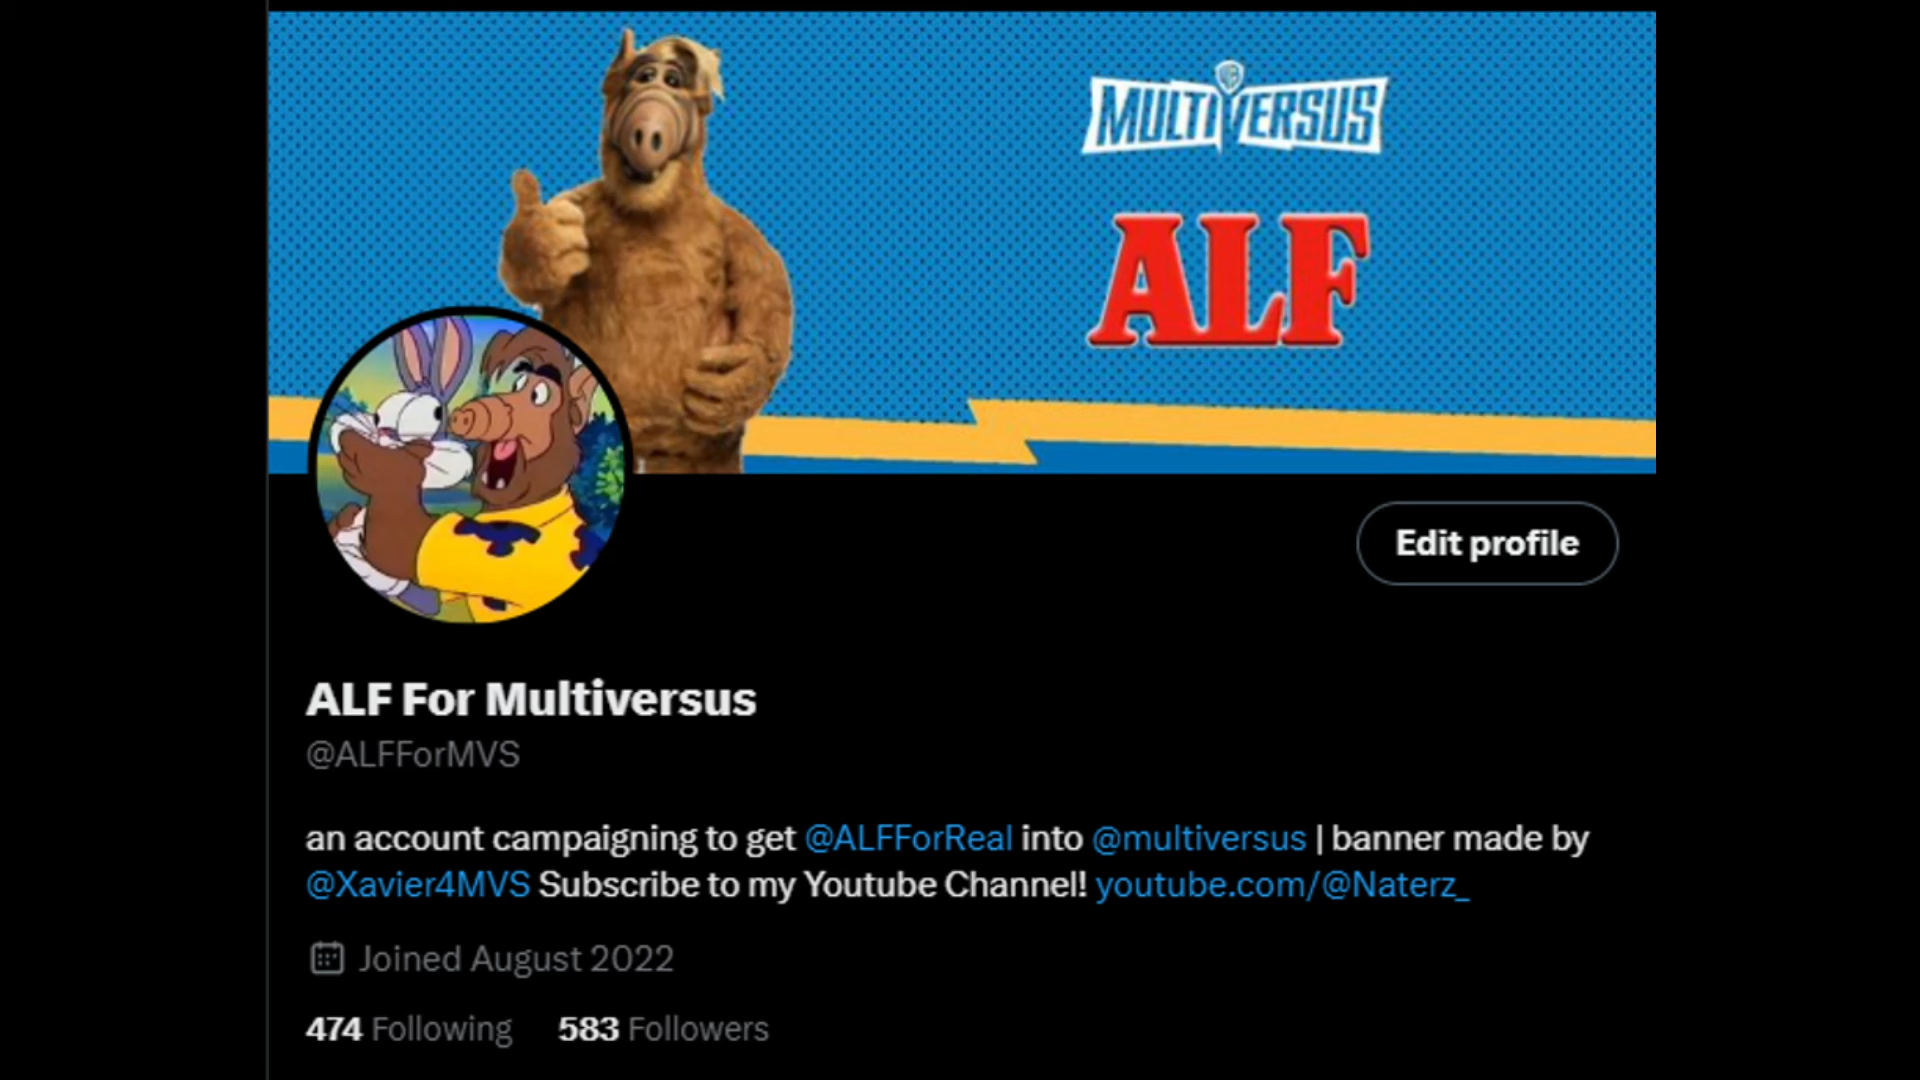 MULTIVERSUS
ALF
Edit profile
ALF For Multiversus
@ALFForMVS
an account campaigning to get @ALFForReal into @multiversus | banner made by
@Xavier4MVS Subscribe to my Youtube Channel! youtube.com/@Naterz_
Joined August 2022
474 Following 583 Followers